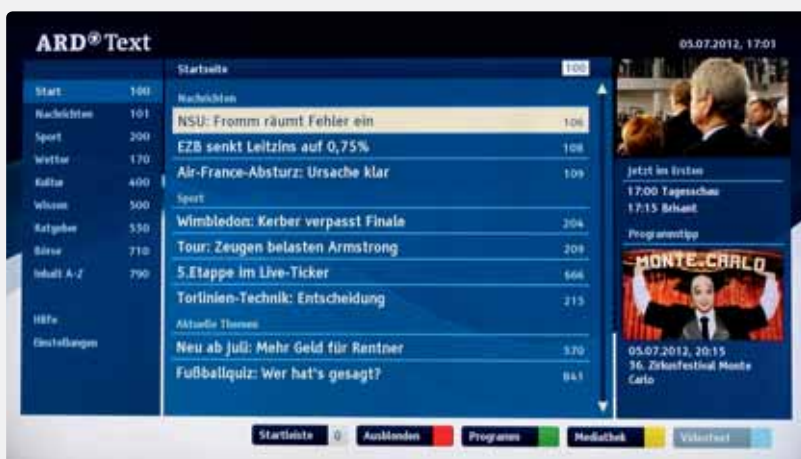 ARD Text
05.07.2012, 17:01
Start 100
Nachrichten 101
Sport 200
Wetter 170
Kultur 400
Wissen 500
Ratgeber 530
Börse 710
Inhalt A-Z 790
Hilfe
Einstellungen
Startseite 100
Nachrichten
NSU: Fromm räumt Fehler ein 106
EZB senkt Leitzins auf 0,75% 108
Air-France-Absturz: Ursache klar 109
Sport
Wimbledon: Kerber verpasst Finale 204
Tour: Zeugen belasten Armstrong 209
5.Etappe im Live-Ticker 666
Torlinien-Technik: Entscheidung 215
Aktuelle Themen
Neu ab Juli: Mehr Geld für Rentner 370
Fußballquiz: Wer hat's gesagt? 841
Jetzt im Ersten
17:00 Tagesschau
17:15 Brisant
Programmtipp
MONTE-CARLO
05.07.2012, 20:15
36. Zirkusfestival Monte
Carlo
Startleiste 0 Ausblenden Programm Mediathek Videotext